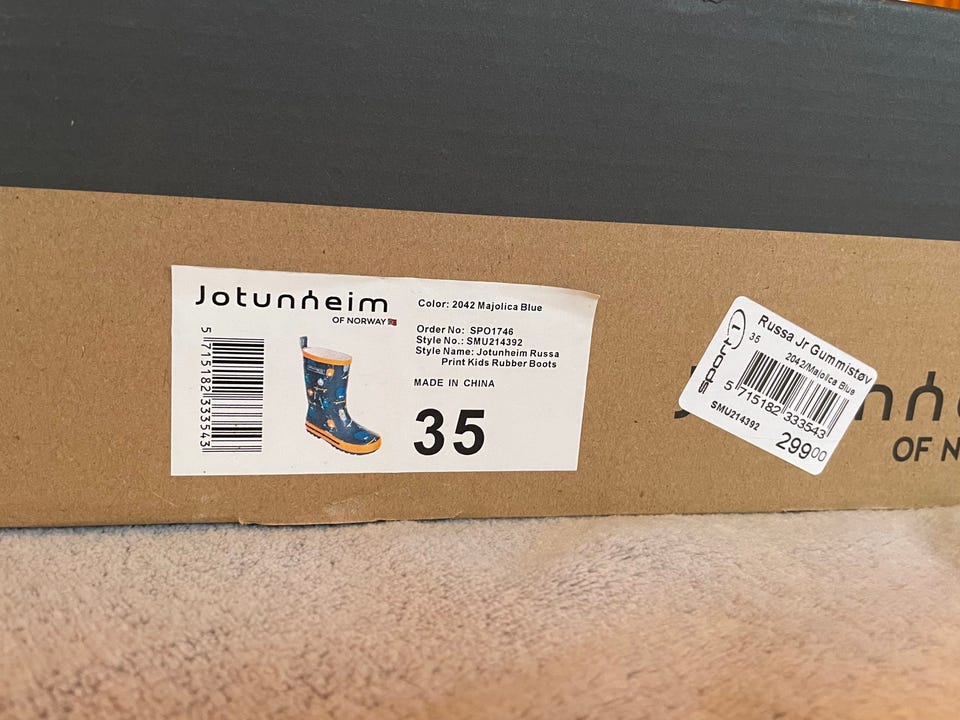 Jotunheim
OF NORWAY
5 715182 333543
Color: 2042 Majolica Blue
Order No: SPO1746
Style No.: SMU214392
Style Name: Jotunheim Russa
Print Kids Rubber Boots
MADE IN CHINA
35
sport 1
Russa Jr Gummistøv
35
2042/Majolica Blue
5 715182 333543
SMU214392
29900
OF N